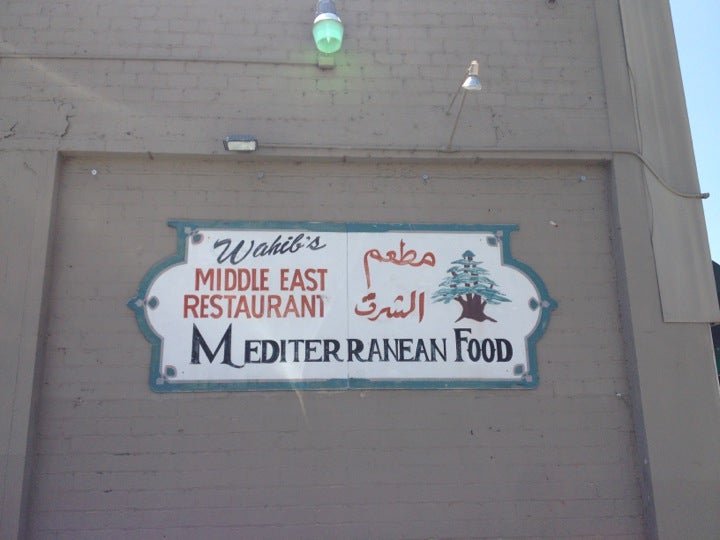 Wahib's
MIDDLE EAST
RESTAURANT
مطعم
الشرق
MEDITERRANEAN FOOD